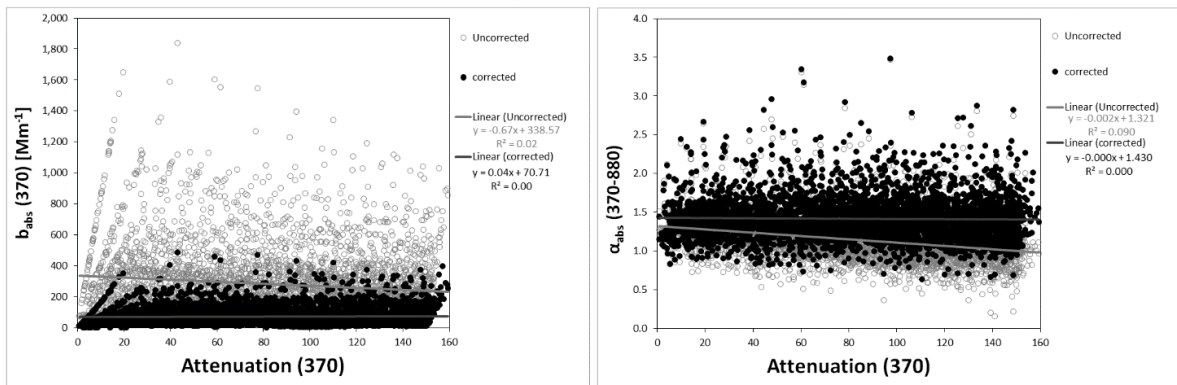 2,000
1,800
1,600
1,400
1,200
1,000
800
600
400
200
0
b_abs (370) [Mm⁻¹]
0 20 40 60 80 100 120 140 160
Attenuation (370)
Uncorrected
corrected
Linear (Uncorrected)
y = -0.67x + 338.57
R² = 0.02
Linear (corrected)
y = 0.04x + 70.71
R² = 0.00
4.0
3.5
3.0
2.5
2.0
1.5
1.0
0.5
0.0
α_abs (370-880)
0 20 40 60 80 100 120 140 160
Attenuation (370)
Uncorrected
corrected
Linear (Uncorrected)
y = -0.002x + 1.321
R² = 0.090
Linear (corrected)
y = -0.000x + 1.430
R² = 0.000